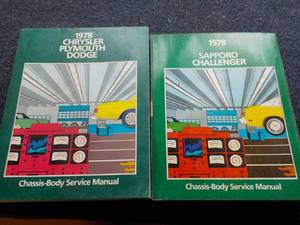 1978
CHRYSLER
PLYMOUTH
DODGE
Chassis-Body Service Manual
1978
SAPPORO
CHALLENGER
Chassis-Body Service Manual